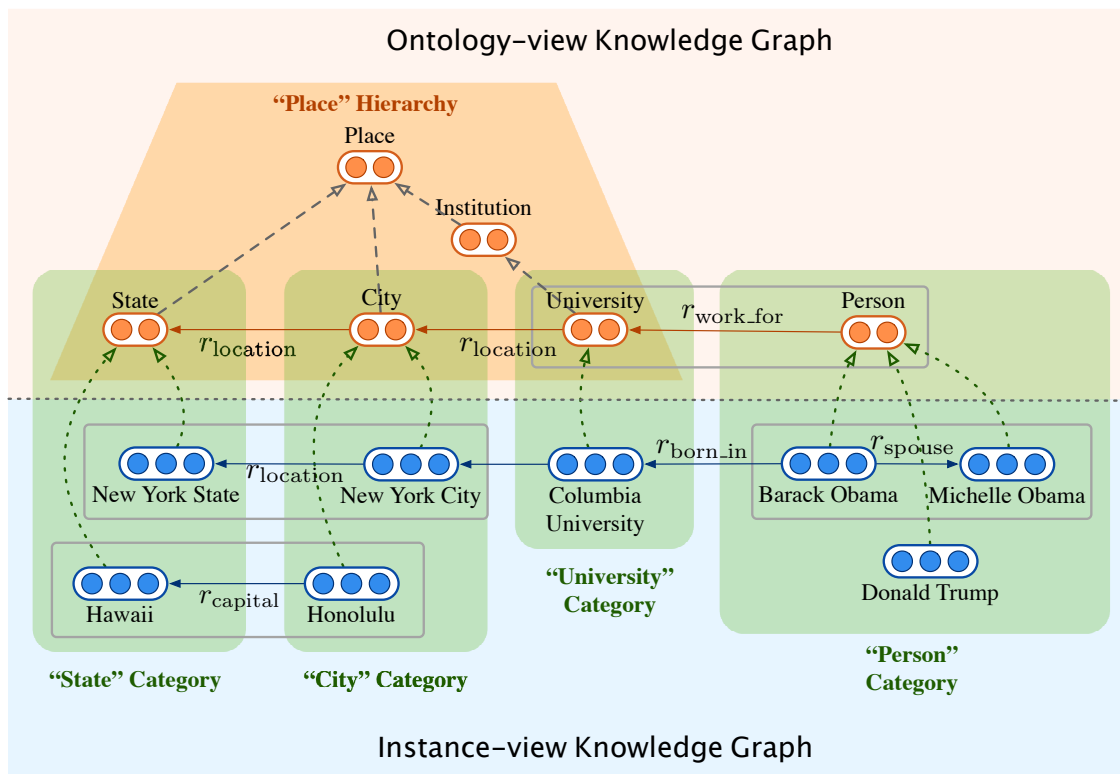 Ontology-view Knowledge Graph
“Place” Hierarchy
Place
Institution
State
City
University
Person
r_work_for
r_location
r_location
r_born_in
r_spouse
r_location
New York State
New York City
Columbia
University
Barack Obama
Michelle Obama
r_capital
Hawaii
Honolulu
Donald Trump
“University”
Category
“State” Category
“City” Category
“Person”
Category
Instance-view Knowledge Graph